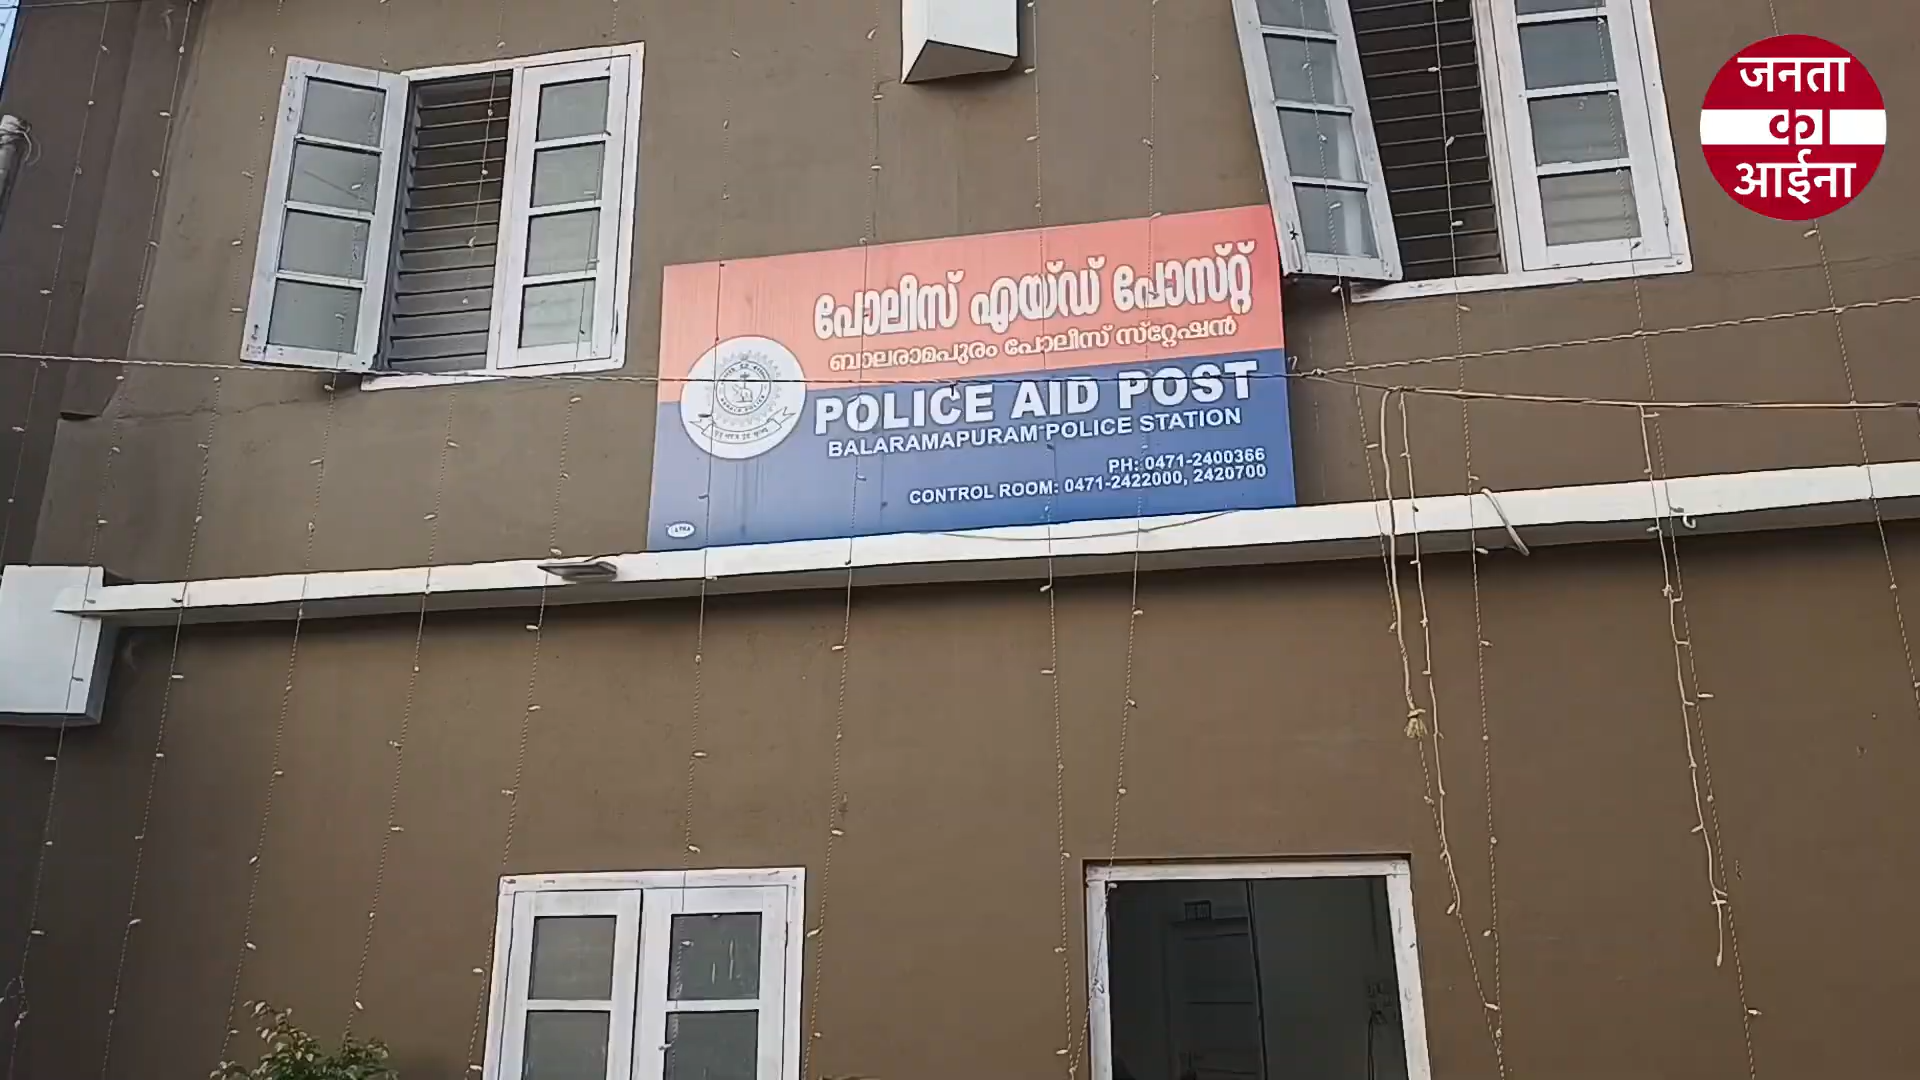 जनता
का
आईना
പോലീസ് എയ്ഡ് പോസ്റ്റ്
ബാലരാമപുരം പോലീസ് സ്റ്റേഷൻ
POLICE AID POST
BALARAMAPURAM POLICE STATION
PH: 0471-2400366
CONTROL ROOM: 0471-2422000, 2420700